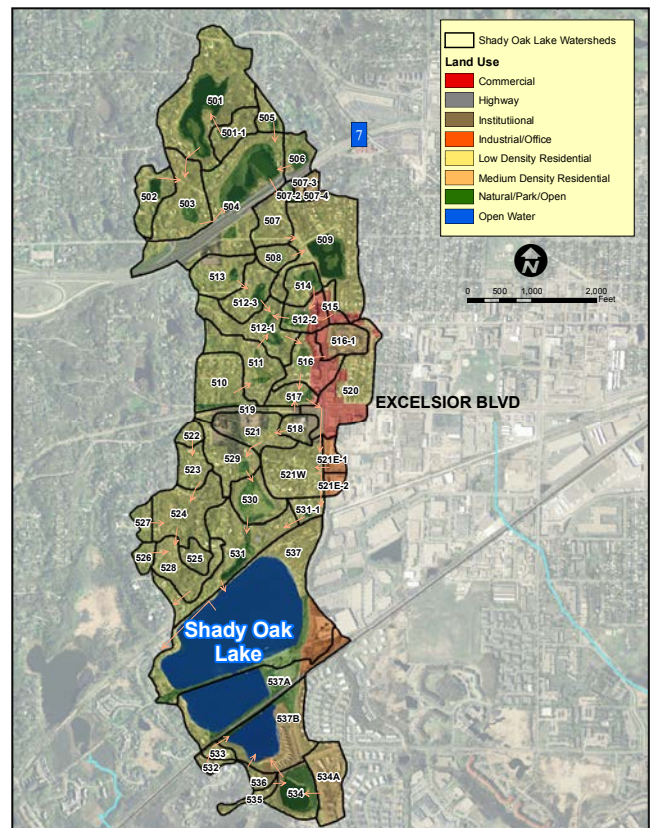 Shady Oak Lake Watersheds
Land Use
Commercial
Highway
Institutiional
Industrial/Office
Low Density Residential
Medium Density Residential
Natural/Park/Open
Open Water
N
0 500 1,000 2,000
Feet
7
501
501-1
505
506
502
503
504
507-3
507-2 507-4
507
509
508
513
514
512-3
515
512-2
512-1
516-1
511
516
510
520
517
EXCELSIOR BLVD
519
518
521
522
529
523
521W
521E-1
521E-2
530
531-1
524
527
531
537
526
525
528
Shady Oak
Lake
537A
537B
533
532
536
534A
534
535